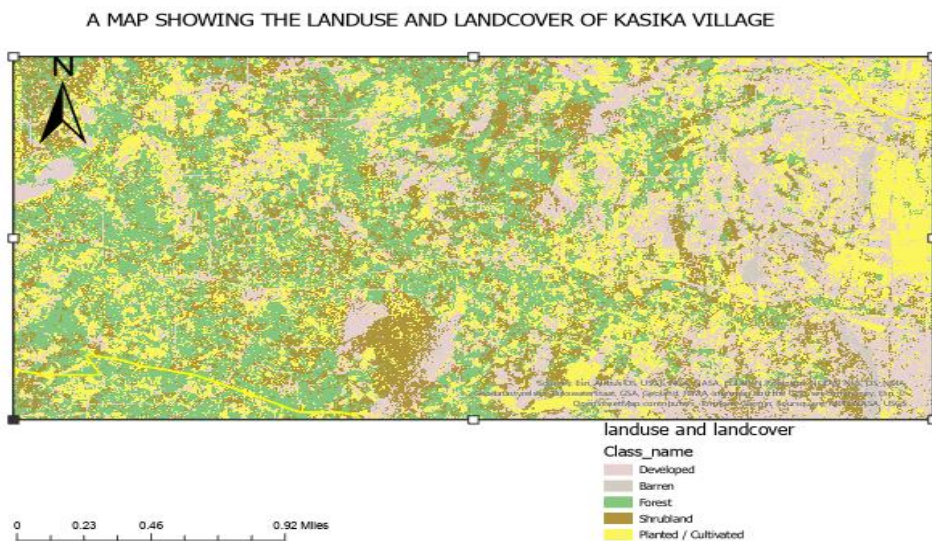 A MAP SHOWING THE LANDUSE AND LANDCOVER OF KASIKA VILLAGE
N
landuse and landcover
Class_name
Developed
Barren
Forest
Shrubland
Planted / Cultivated
0 0.23 0.46 0.92 Miles